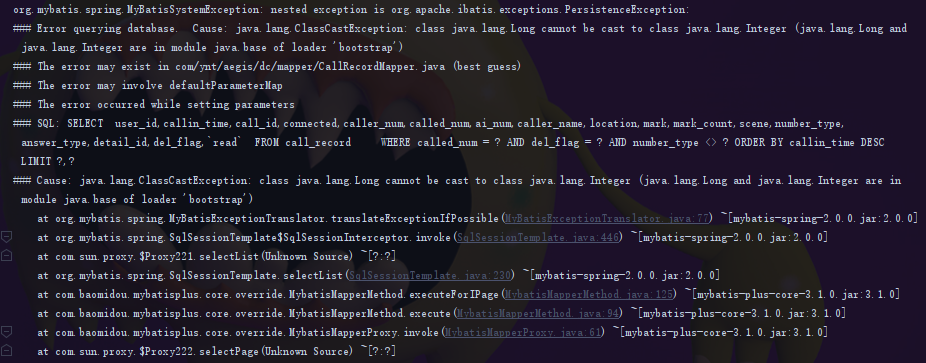 org.mybatis.spring.MyBatisSystemException: nested exception is org.apache.ibatis.exceptions.PersistenceException:
### Error querying database.  Cause: java.lang.ClassCastException: class java.lang.Long cannot be cast to class java.lang.Integer (java.lang.Long and
java.lang.Integer are in module java.base of loader 'bootstrap')
### The error may exist in com/ynt/aegis/dc/mapper/CallRecordMapper.java (best guess)
### The error may involve defaultParameterMap
### The error occurred while setting parameters
### SQL: SELECT  user_id,callin_time,call_id,connected,caller_num,called_num,ai_num,caller_name,location,mark,mark_count,scene,number_type,
answer_type,detail_id,del_flag,`read`  FROM call_record     WHERE called_num = ? AND del_flag = ? AND number_type <> ? ORDER BY callin_time DESC
LIMIT ?,?
### Cause: java.lang.ClassCastException: class java.lang.Long cannot be cast to class java.lang.Integer (java.lang.Long and java.lang.Integer are in
module java.base of loader 'bootstrap')
at org.mybatis.spring.MyBatisExceptionTranslator.translateExceptionIfPossible(MyBatisExceptionTranslator.java:77) ~[mybatis-spring-2.0.0.jar:2.0.0]
at org.mybatis.spring.SqlSessionTemplate$SqlSessionInterceptor.invoke(SqlSessionTemplate.java:446) ~[mybatis-spring-2.0.0.jar:2.0.0]
at com.sun.proxy.$Proxy221.selectList(Unknown Source) ~[?:?]
at org.mybatis.spring.SqlSessionTemplate.selectList(SqlSessionTemplate.java:230) ~[mybatis-spring-2.0.0.jar:2.0.0]
at com.baomidou.mybatisplus.core.override.MybatisMapperMethod.executeForIPage(MybatisMapperMethod.java:125) ~[mybatis-plus-core-3.1.0.jar:3.1.0]
at com.baomidou.mybatisplus.core.override.MybatisMapperMethod.execute(MybatisMapperMethod.java:94) ~[mybatis-plus-core-3.1.0.jar:3.1.0]
at com.baomidou.mybatisplus.core.override.MybatisMapperProxy.invoke(MybatisMapperProxy.java:61) ~[mybatis-plus-core-3.1.0.jar:3.1.0]
at com.sun.proxy.$Proxy222.selectPage(Unknown Source) ~[?:?]